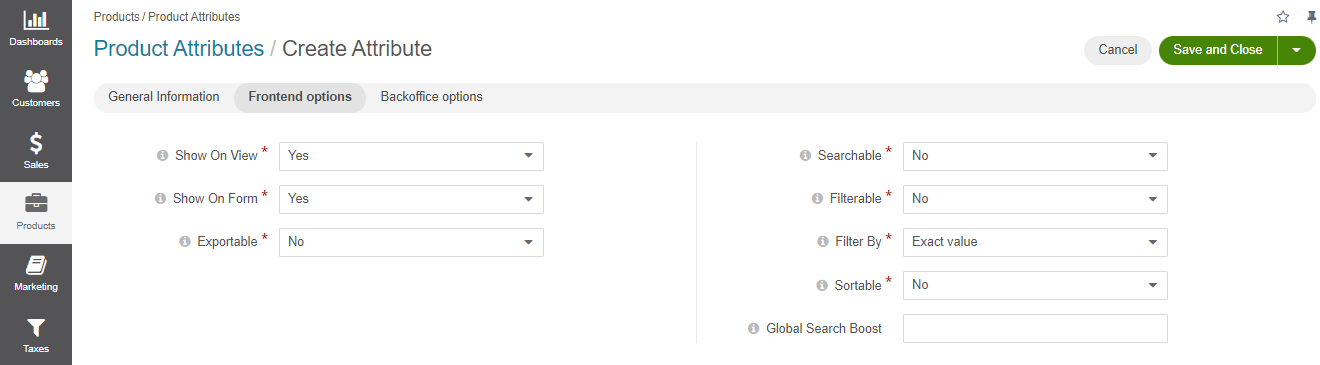 Dashboards
Customers
Sales
Products
Marketing
Taxes
Products / Product Attributes
Product Attributes / Create Attribute
Cancel
Save and Close
General Information
Frontend options
Backoffice options
Show On View * Yes
Show On Form * Yes
Exportable * No
Searchable * No
Filterable * No
Filter By * Exact value
Sortable * No
Global Search Boost